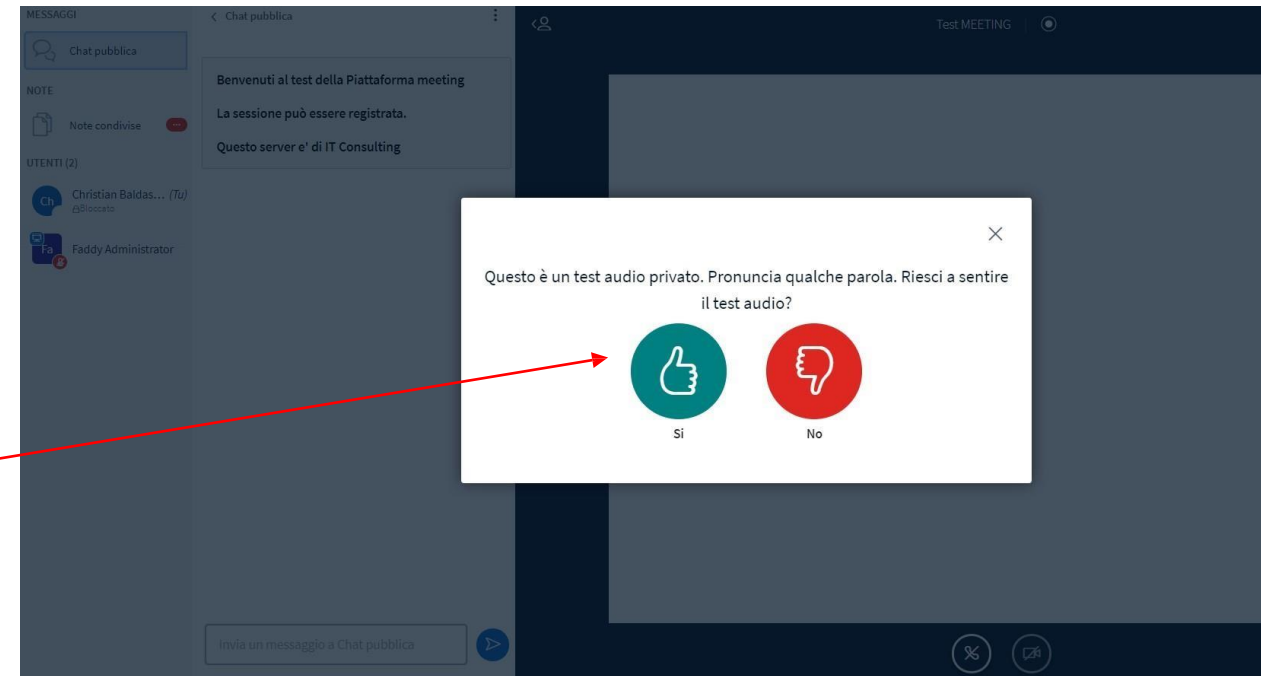 MESSAGGI
Chat pubblica
NOTE
Note condivise
UTENTI (2)
Ch
Christian Baldas... (Tu)
Bloccato
Fa
Faddy Administrator
Chat pubblica
Benvenuti al test della Piattaforma meeting
La sessione può essere registrata.
Questo server e' di IT Consulting
Invia un messaggio a Chat pubblica
Test MEETING
Questo è un test audio privato. Pronuncia qualche parola. Riesci a sentire
il test audio?
Si
No